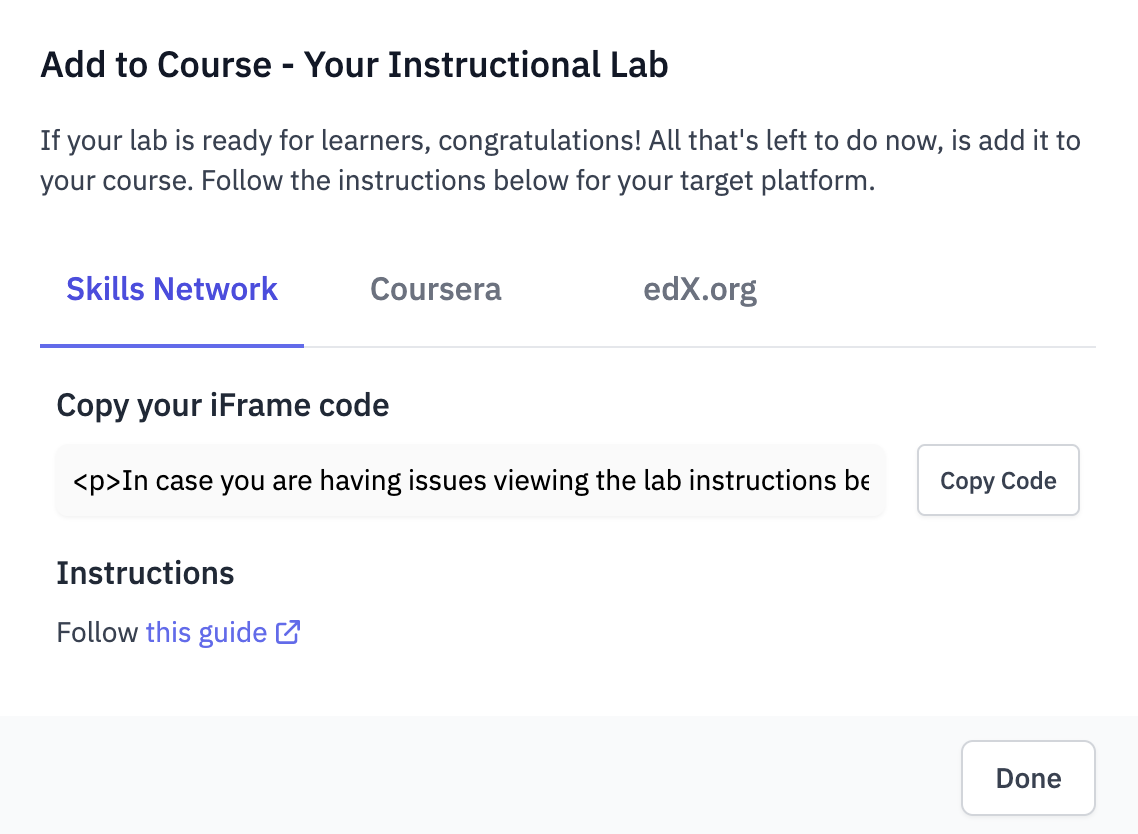 Add to Course - Your Instructional Lab
If your lab is ready for learners, congratulations! All that's left to do now, is add it to
your course. Follow the instructions below for your target platform.
Skills Network Coursera edX.org
Copy your iFrame code
<p>In case you are having issues viewing the lab instructions be
Copy Code
Instructions
Follow this guide
Done